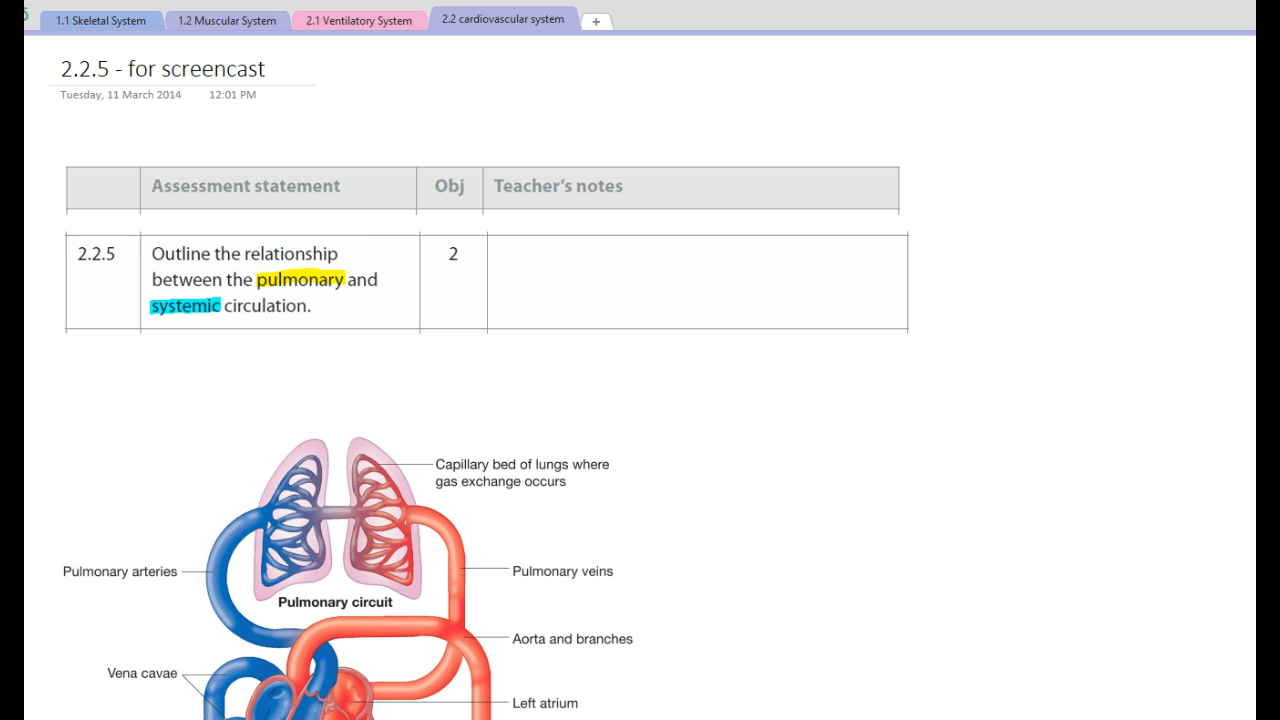 1.1 Skeletal System 1.2 Muscular System 2.1 Ventilatory System 2.2 cardiovascular system +
2.2.5 - for screencast
Tuesday, 11 March 2014 12:01 PM
Assessment statement Obj Teacher's notes
2.2.5 Outline the relationship 2
between the pulmonary and
systemic circulation.
Capillary bed of lungs where
gas exchange occurs
Pulmonary arteries
Pulmonary veins
Pulmonary circuit
Aorta and branches
Vena cavae
Left atrium